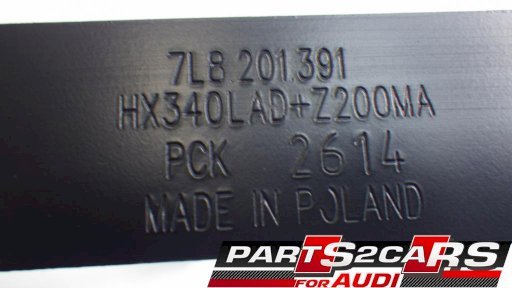 7L8 201 391
HX340LAD+Z200MA
PCK 2614
MADE IN POLAND
PARTS2CARS
FOR AUDI